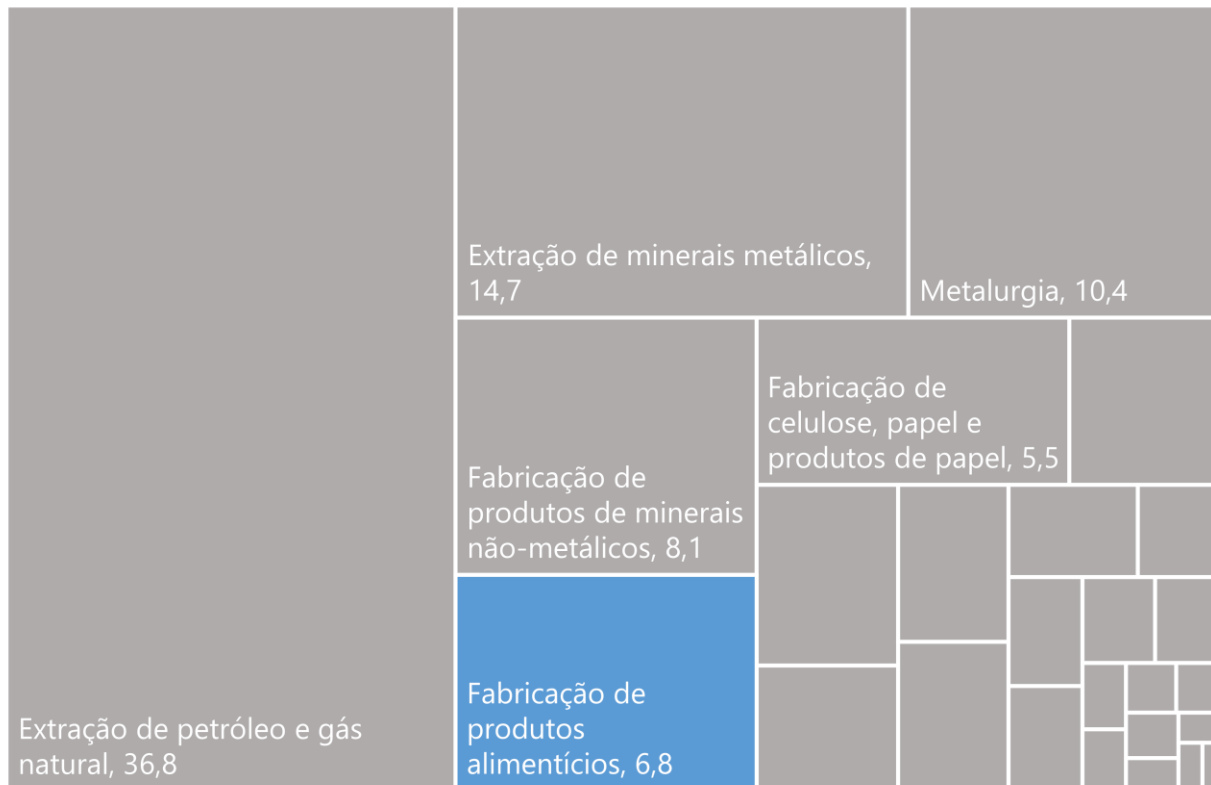 Extração de minerais metálicos,
14,7
Metalurgia, 10,4
Fabricação de
celulose, papel e
produtos de papel, 5,5
Fabricação de
produtos de minerais
não-metálicos, 8,1
Extração de petróleo e gás
natural, 36,8
Fabricação de
produtos
alimentícios, 6,8